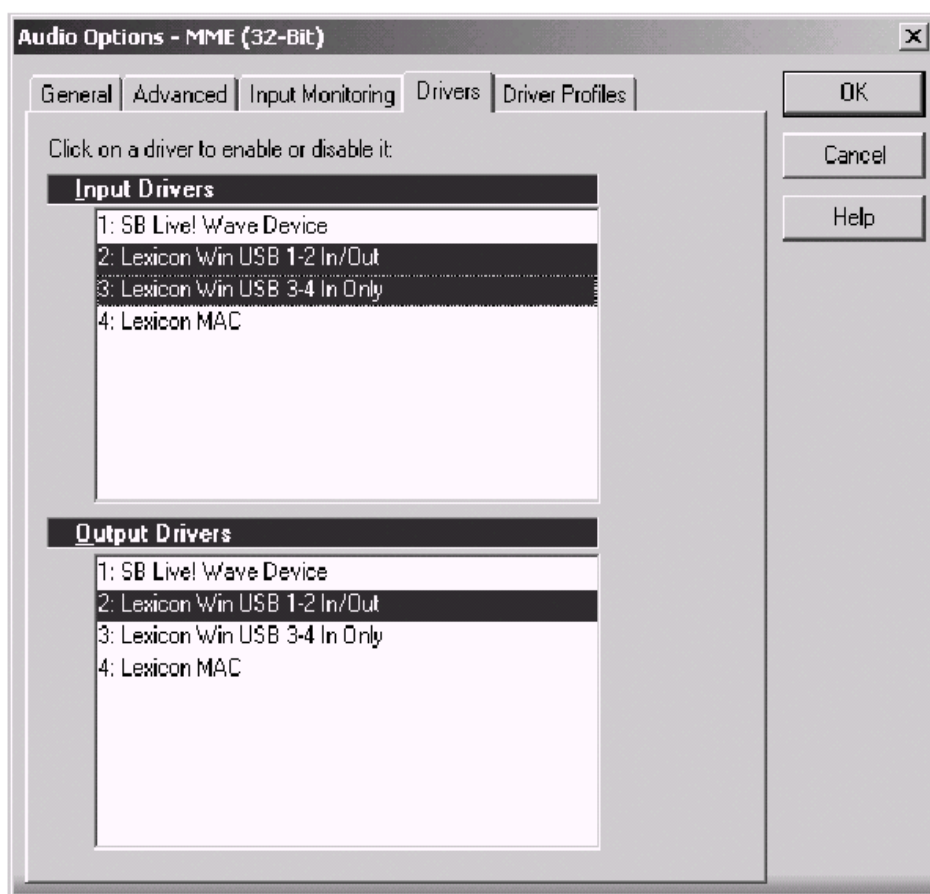 Audio Options - MME (32-Bit)
General Advanced Input Monitoring Drivers Driver Profiles
OK
Cancel
Help
Click on a driver to enable or disable it:
Input Drivers
1: SB Live! Wave Device
2: Lexicon Win USB 1-2 In/Out
3: Lexicon Win USB 3-4 In Only
4: Lexicon MAC
Output Drivers
1: SB Live! Wave Device
2: Lexicon Win USB 1-2 In/Out
3: Lexicon Win USB 3-4 In Only
4: Lexicon MAC